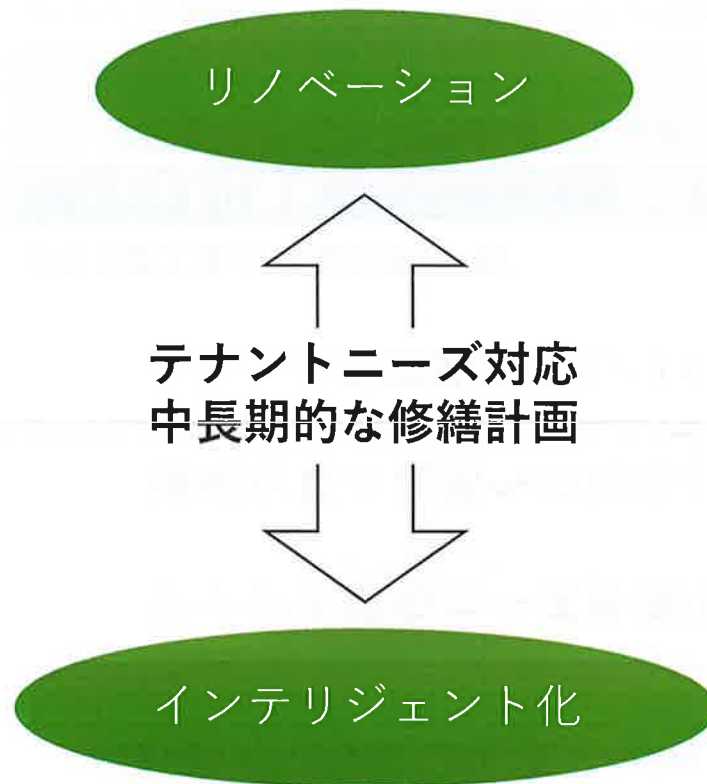 リノベーション
テナントニーズ対応
中長期的な修繕計画
インテリジェント化